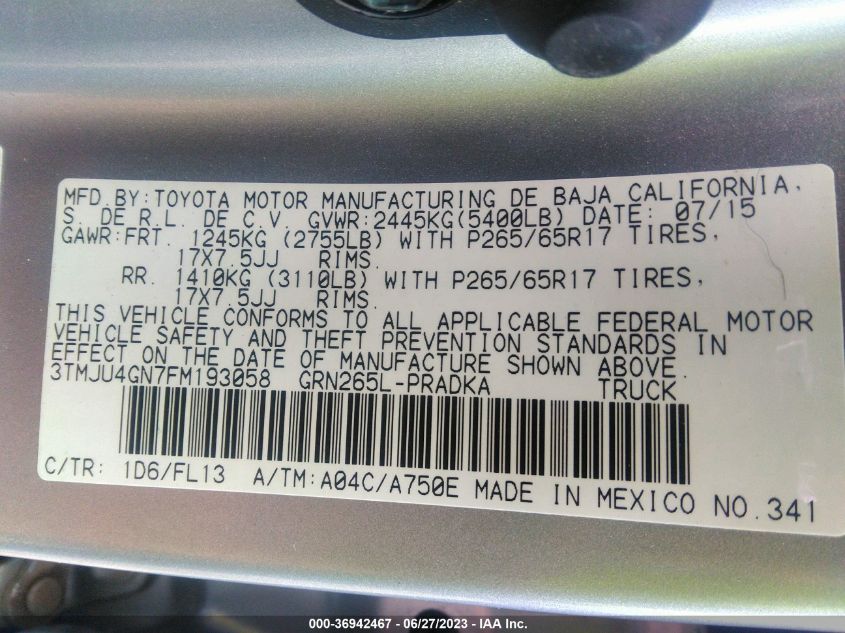 MFD.BY:TOYOTA MOTOR MANUFACTURING DE BAJA CALIFORNIA,
S. DE R.L. DE C.V. GVWR:2445KG(5400LB) DATE: 07/15
GAWR:FRT. 1245KG (2755LB) WITH P265/65R17 TIRES,
17X7.5JJ RIMS.
RR. 1410KG (3110LB) WITH P265/65R17 TIRES,
17X7.5JJ RIMS.
THIS VEHICLE CONFORMS TO ALL APPLICABLE FEDERAL MOTOR
VEHICLE SAFETY AND THEFT PREVENTION STANDARDS IN
EFFECT ON THE DATE OF MANUFACTURE SHOWN ABOVE.
3TMJU4GN7FM193058 GRN265L-PRADKA TRUCK
C/TR: 1D6/FL13 A/TM:A04C/A750E MADE IN MEXICO NO.341
000-36942467 - 06/27/2023 - IAA Inc.